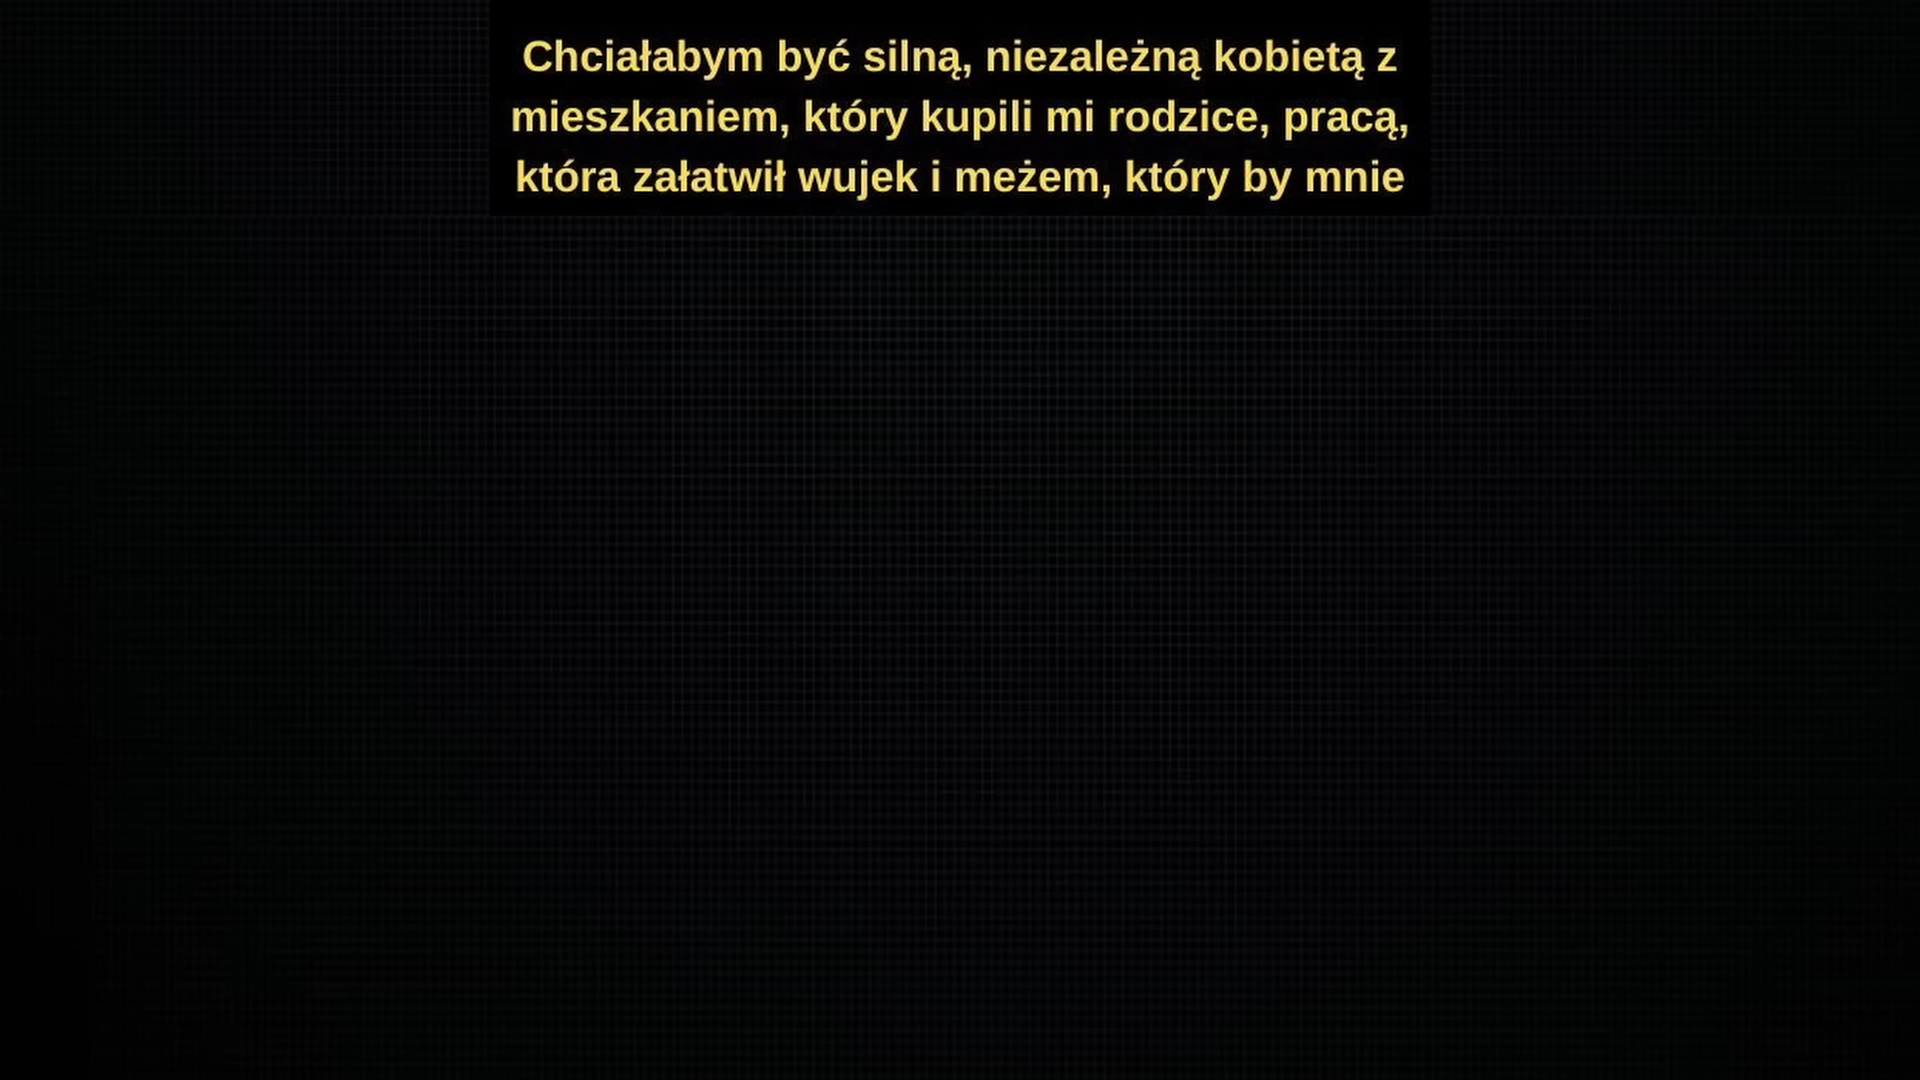 Chciałabym być silną, niezależną kobietą z
mieszkaniem, który kupili mi rodzice, pracą,
która załatwił wujek i meżem, który by mnie